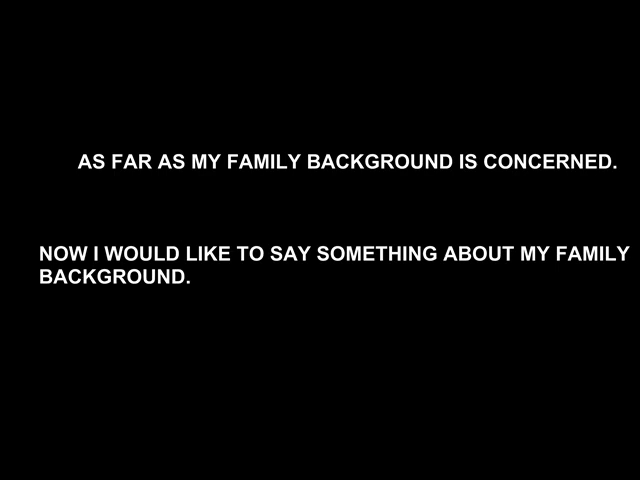 AS FAR AS MY FAMILY BACKGROUND IS CONCERNED.
NOW I WOULD LIKE TO SAY SOMETHING ABOUT MY FAMILY
BACKGROUND.